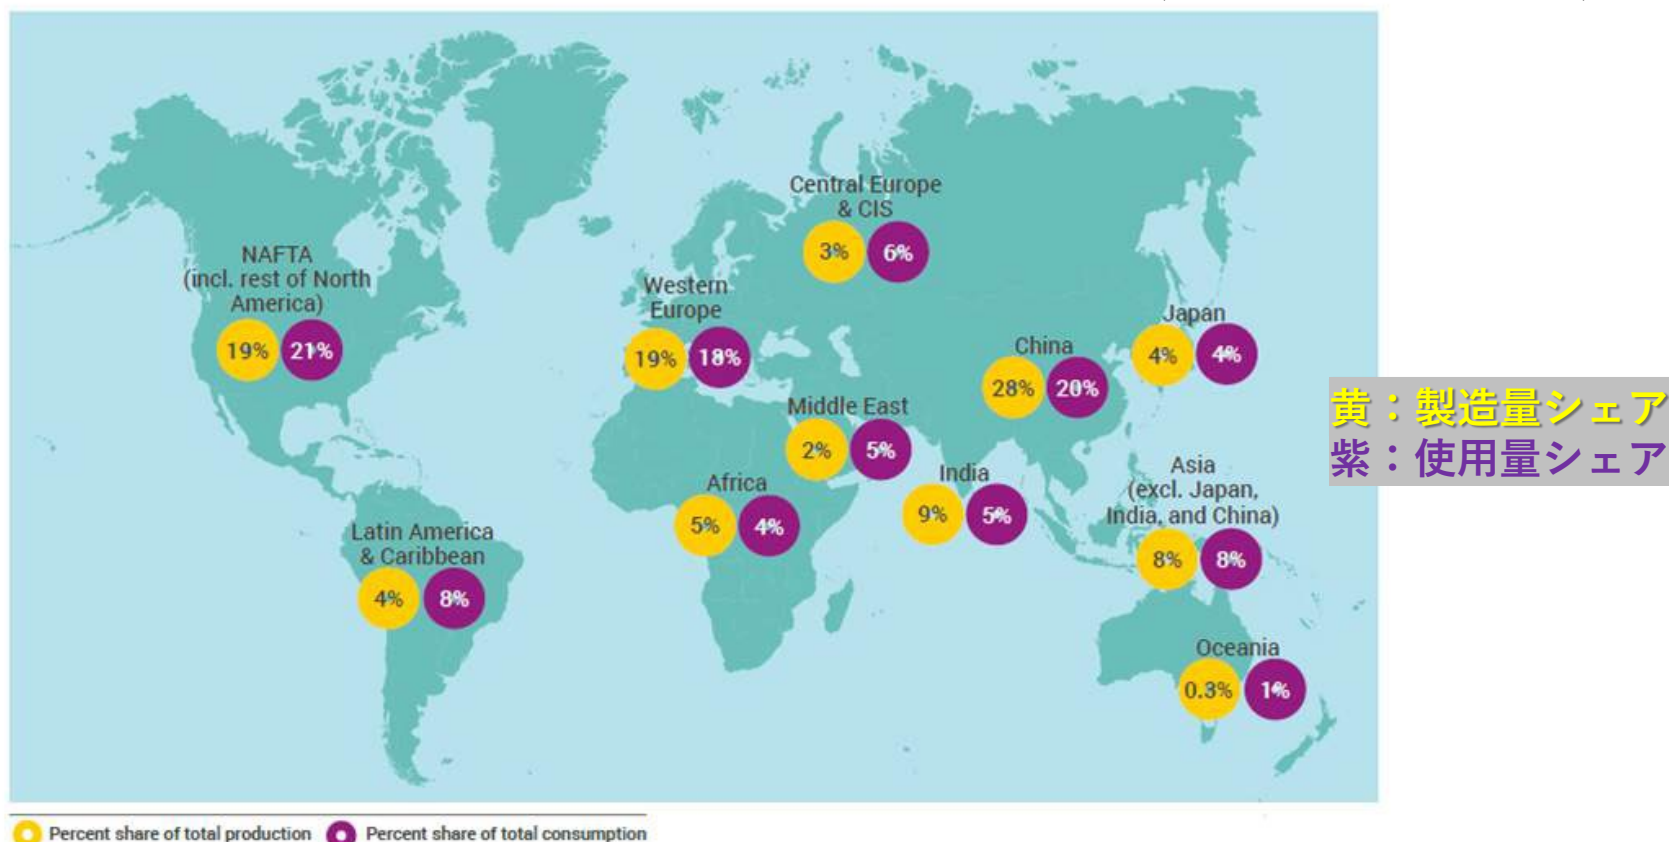 Central Europe
& CIS
3% 6%
NAFTA
(incl. rest of North
America)
19% 21%
Western
Europe
19% 18%
Japan
4% 4%
China
28% 20%
Middle East
2% 5%
India
9% 5%
Africa
5% 4%
Asia
(excl. Japan,
India, and China)
8% 8%
Latin America
& Caribbean
4% 8%
Oceania
0.3% 1%
黄：製造量シェア
紫：使用量シェア
Percent share of total production Percent share of total consumption